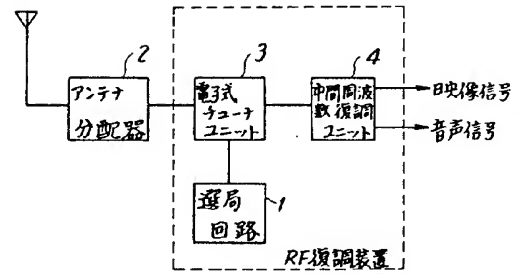 2
アンテナ
分配器
3
電子式
チューナ
ユニット
4
中間周波
数復調
ユニット
日映像信号
音声信号
選局
回路
1
RF復調装置